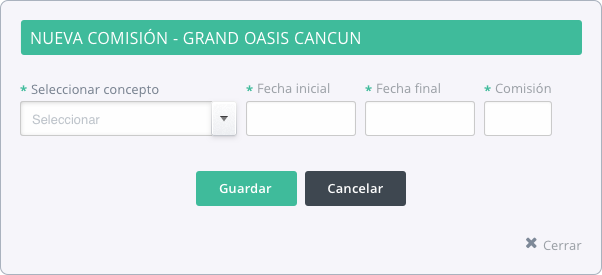 NUEVA COMISIÓN - GRAND OASIS CANCUN
* Seleccionar concepto * Fecha inicial * Fecha final * Comisión
Seleccionar
Guardar Cancelar
✖ Cerrar